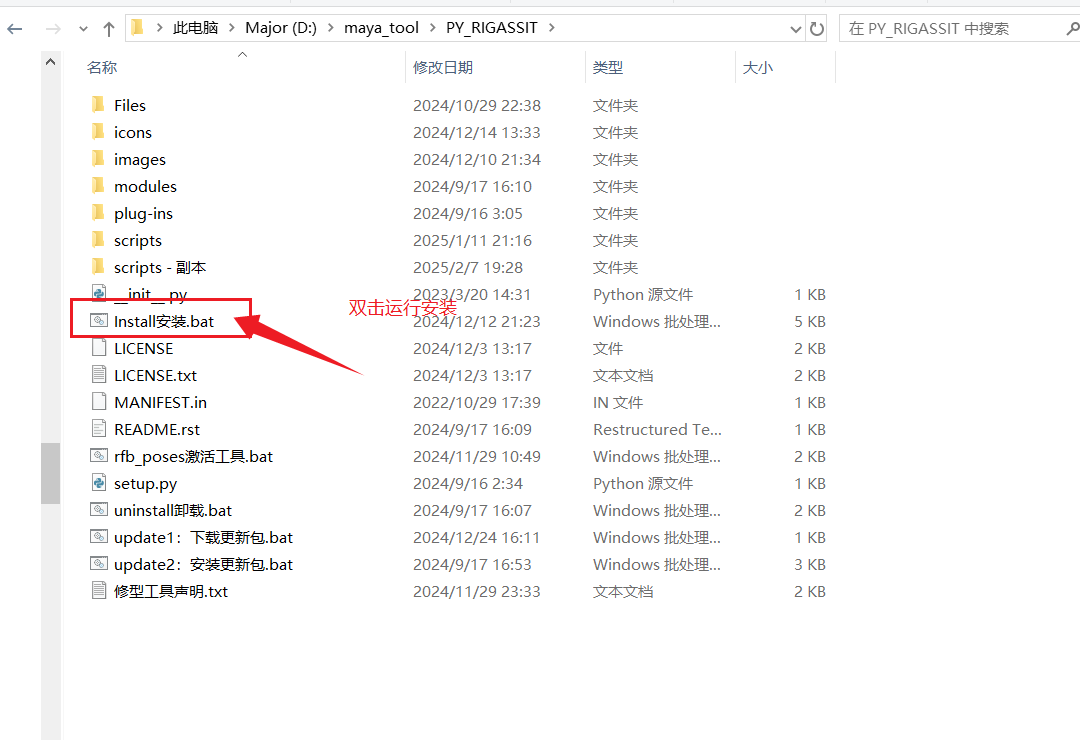 此电脑 > Major (D:) > maya_tool > PY_RIGASSIT >
在 PY_RIGASSIT 中搜索
名称 修改日期 类型 大小
Files 2024/10/29 22:38 文件夹
icons 2024/12/14 13:33 文件夹
images 2024/12/10 21:34 文件夹
modules 2024/9/17 16:10 文件夹
plug-ins 2024/9/16 3:05 文件夹
scripts 2025/1/11 21:16 文件夹
scripts - 副本 2025/2/7 19:28 文件夹
__init__.py 2023/3/20 14:31 Python 源文件 1 KB
双击运行安装
Install安装.bat 2024/12/12 21:23 Windows 批处理... 5 KB
LICENSE 2024/12/3 13:17 文件 2 KB
LICENSE.txt 2024/12/3 13:17 文本文档 2 KB
MANIFEST.in 2022/10/29 17:39 IN 文件 1 KB
README.rst 2024/9/17 16:09 Restructured Te... 1 KB
rfb_poses激活工具.bat 2024/11/29 10:49 Windows 批处理... 2 KB
setup.py 2024/9/16 2:34 Python 源文件 1 KB
uninstall卸载.bat 2024/9/17 16:07 Windows 批处理... 2 KB
update1：下载更新包.bat 2024/12/24 16:11 Windows 批处理... 1 KB
update2：安装更新包.bat 2024/9/17 16:53 Windows 批处理... 3 KB
修型工具声明.txt 2024/11/29 23:33 文本文档 2 KB